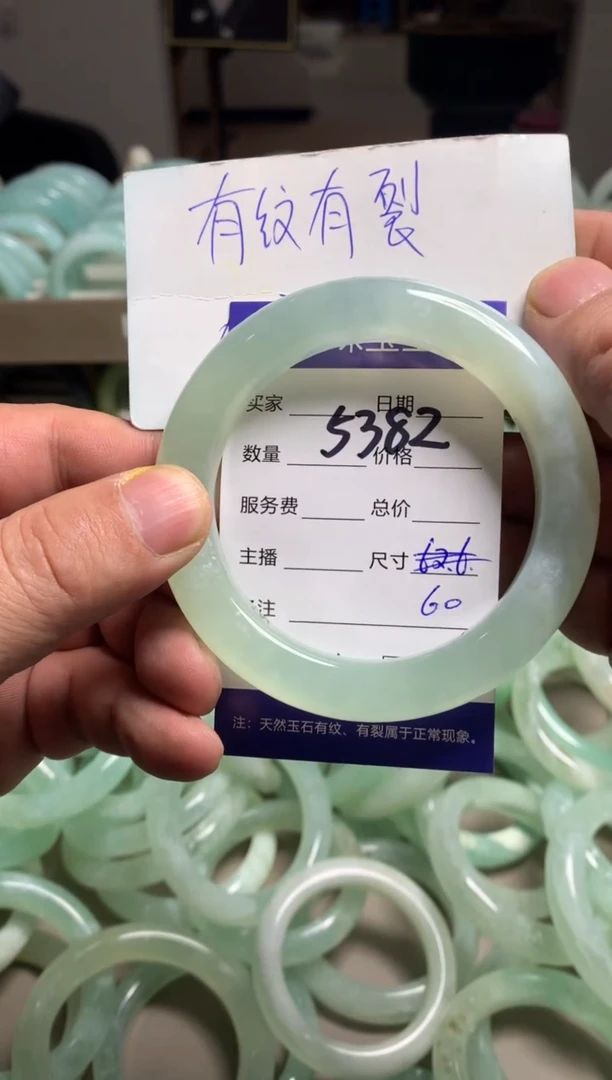 有纹有裂
买家 日期
5382
数量 价格
服务费 总价
主播 尺寸
60
注
注：天然玉石有纹、有裂属于正常现象。